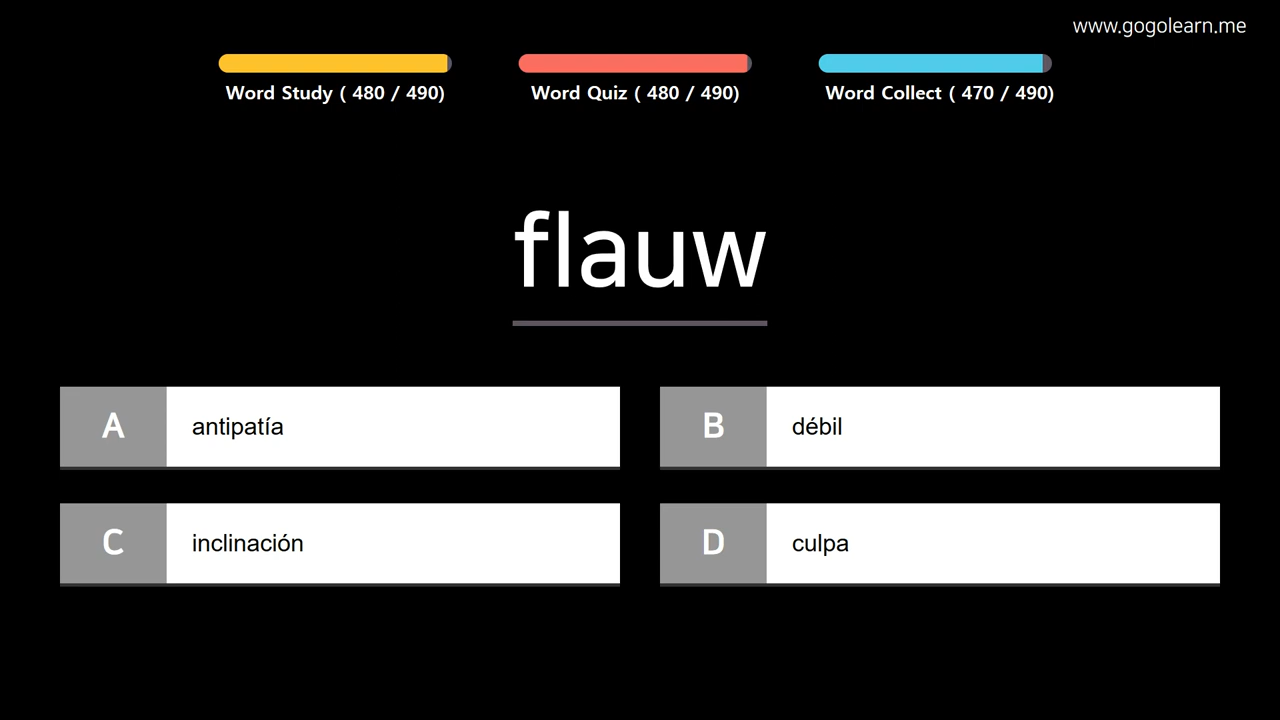 www.gogolearn.me
Word Study ( 480 / 490)
Word Quiz ( 480 / 490)
Word Collect ( 470 / 490)
flauw
A antipatía
B débil
C inclinación
D culpa